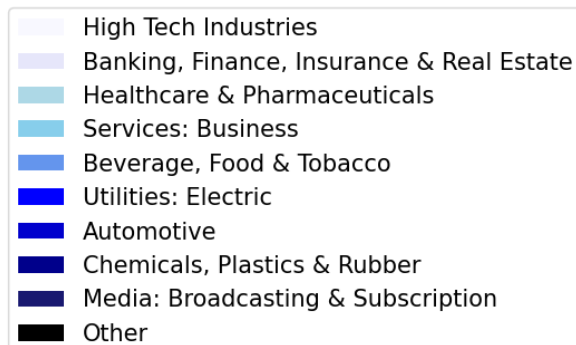 High Tech Industries
Banking, Finance, Insurance & Real Estate
Healthcare & Pharmaceuticals
Services: Business
Beverage, Food & Tobacco
Utilities: Electric
Automotive
Chemicals, Plastics & Rubber
Media: Broadcasting & Subscription
Other